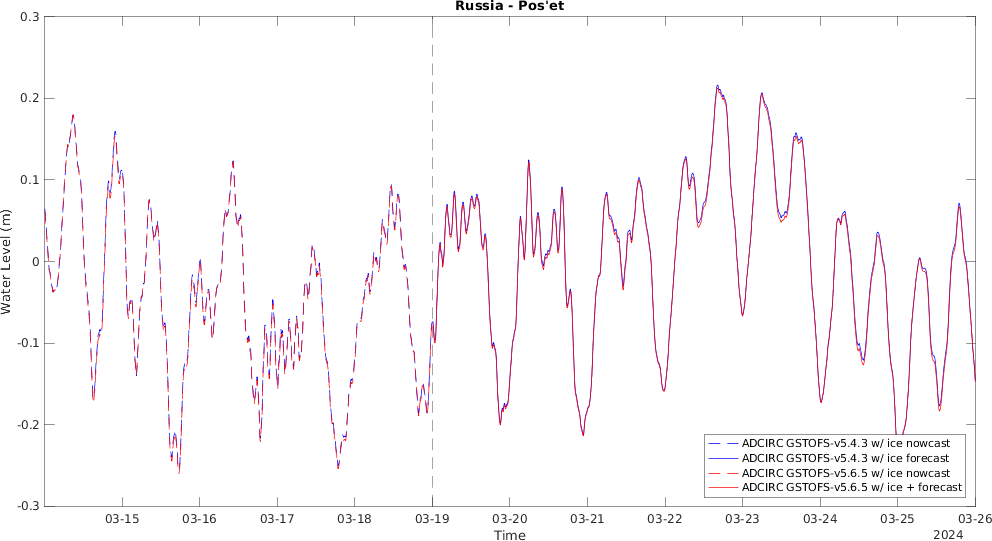 Russia - Pos'et
0.3
0.2
0.1
0
-0.1
-0.2
-0.3
Water Level (m)
ADCIRC GSTOFS-v5.4.3 w/ ice nowcast
ADCIRC GSTOFS-v5.4.3 w/ ice forecast
ADCIRC GSTOFS-v5.6.5 w/ ice nowcast
ADCIRC GSTOFS-v5.6.5 w/ ice + forecast
03-15 03-16 03-17 03-18 03-19 03-20 03-21 03-22 03-23 03-24 03-25 03-26
Time
2024